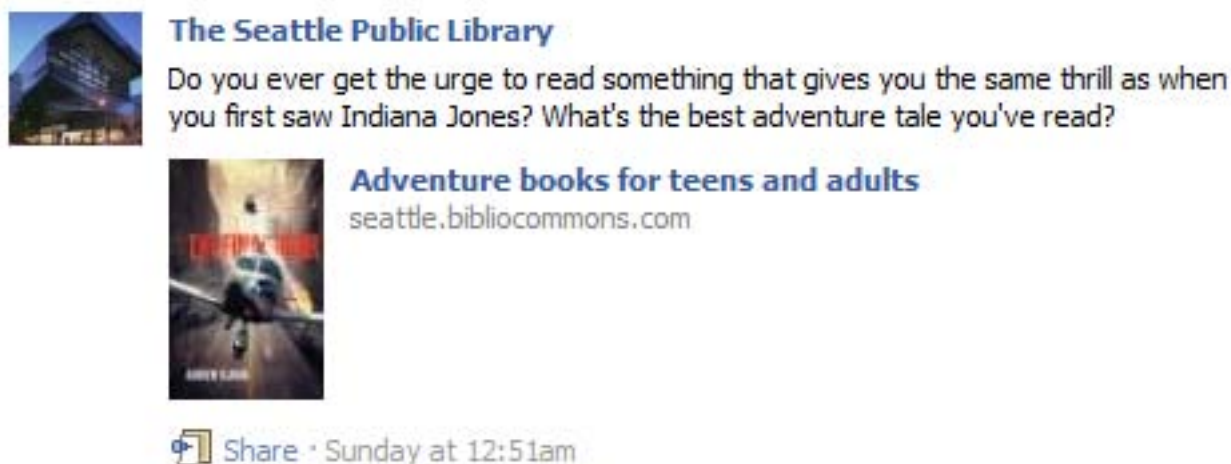 The Seattle Public Library
Do you ever get the urge to read something that gives you the same thrill as when
you first saw Indiana Jones? What's the best adventure tale you've read?
Adventure books for teens and adults
seattle.bibliocommons.com
Share · Sunday at 12:51am